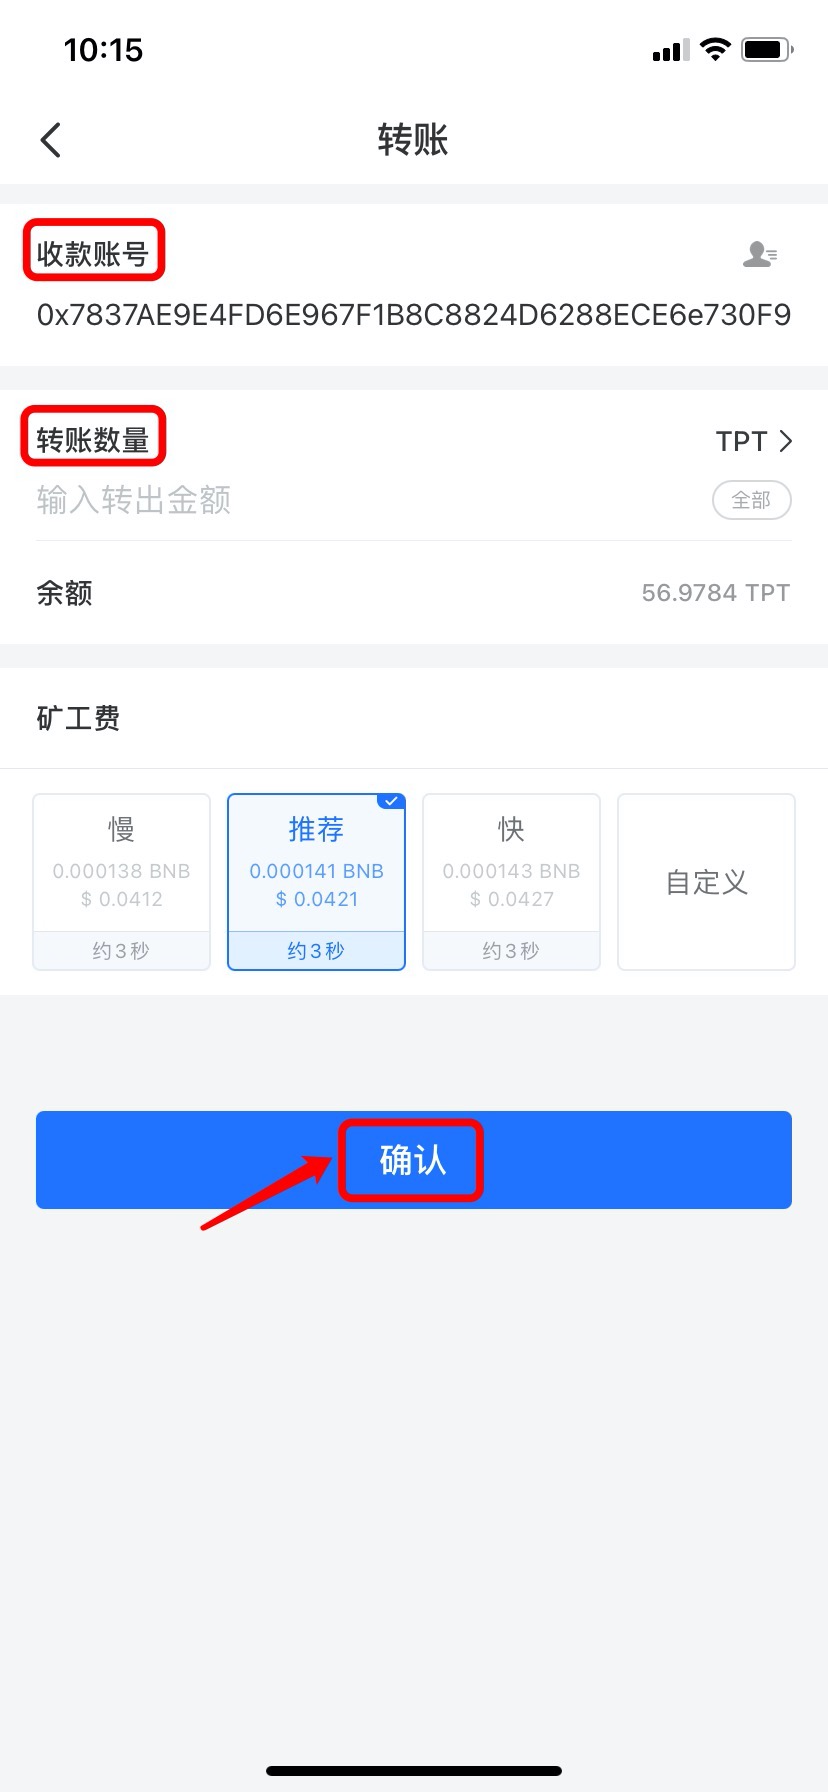 10:15
转账
收款账号
0x7837AE9E4FD6E967F1B8C8824D6288ECE6e730F9
转账数量
TPT
输入转出金额
全部
余额
56.9784 TPT
矿工费
慢
0.000138 BNB
$ 0.0412
约3秒
推荐
0.000141 BNB
$ 0.0421
约3秒
快
0.000143 BNB
$ 0.0427
约3秒
自定义
确认